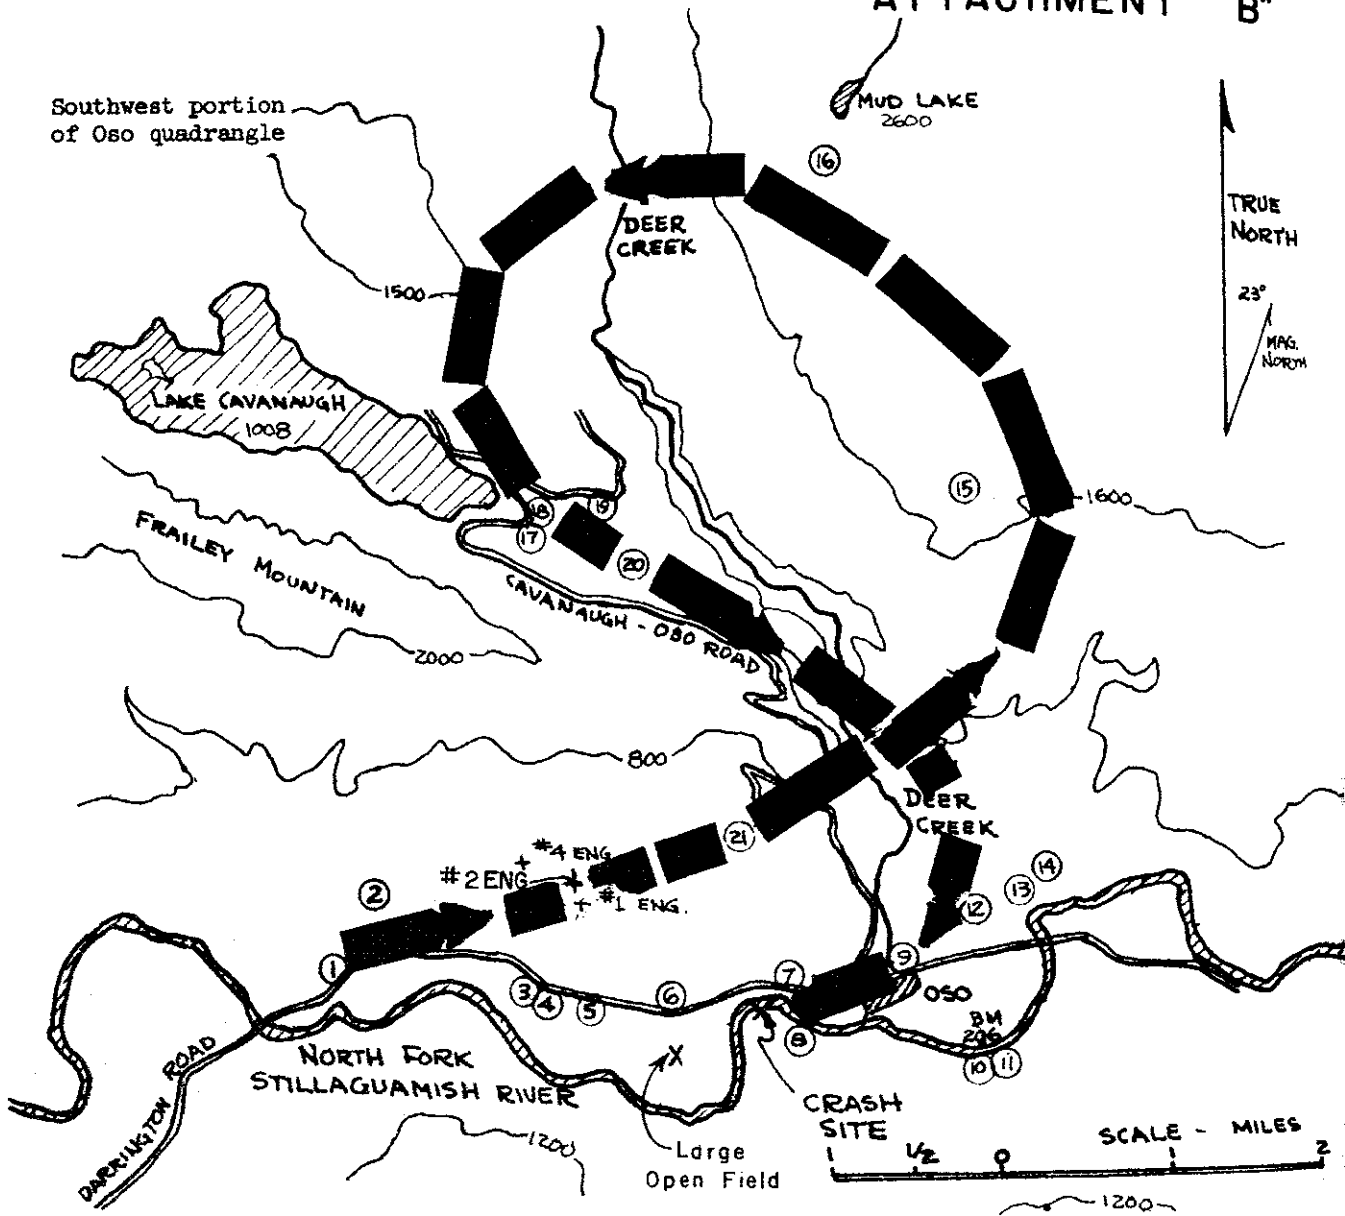 ATTACHMENT "B"
Southwest portion
of Oso quadrangle
MUD LAKE
2600
16
TRUE
NORTH
23°
MAG.
NORTH
DEER
CREEK
1500
LAKE CAVANAUGH
1008
15
1600
18
19
17
20
FRAILEY MOUNTAIN
CAVANAUGH - OSO ROAD
2000
800
DEER
CREEK
21
#4 ENG
#2 ENG
#1 ENG.
2
14
13
12
1
3
4
5
6
7
9
OSO
BM
206
8
10
11
DARRINGTON ROAD
NORTH FORK
STILLAGUAMISH RIVER
X
CRASH
SITE
Large
Open Field
1200
SCALE - MILES
1
1/2
0
2
1200